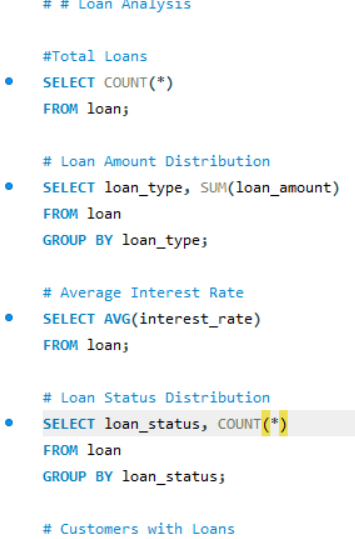 # # Loan Analysis
#Total Loans
SELECT COUNT(*)
FROM loan;
# Loan Amount Distribution
SELECT loan_type, SUM(loan_amount)
FROM loan
GROUP BY loan_type;
# Average Interest Rate
SELECT AVG(interest_rate)
FROM loan;
# Loan Status Distribution
SELECT loan_status, COUNT(*)
FROM loan
GROUP BY loan_status;
# Customers with Loans